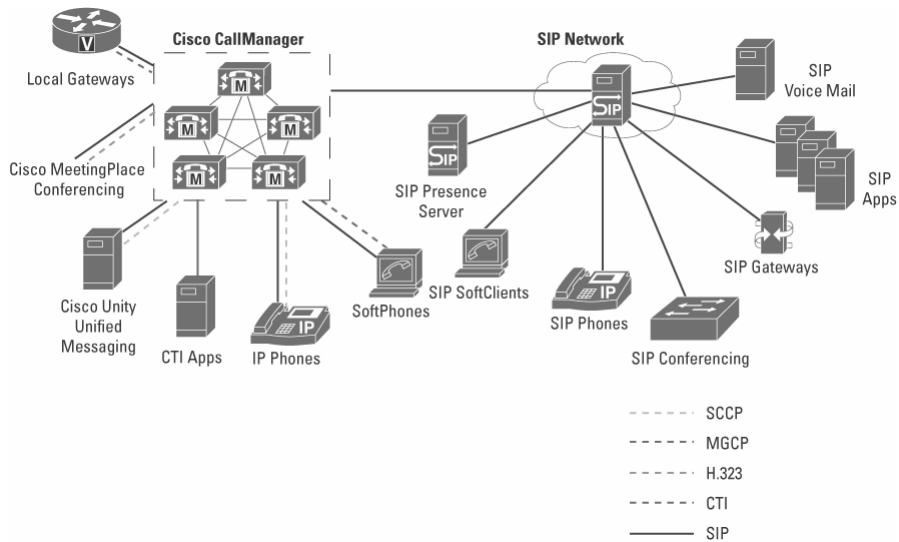 Cisco CallManager
SIP Network
V
Local Gateways
M
M
M
M
M
SIP
SIP
Voice Mail
Cisco MeetingPlace
Conferencing
SIP
SIP Presence
Server
SIP
Apps
SIP Gateways
Cisco Unity
Unified
Messaging
CTI Apps
IP
IP Phones
SoftPhones
SIP SoftClients
IP
SIP Phones
SIP Conferencing
SCCP
MGCP
H.323
CTI
SIP